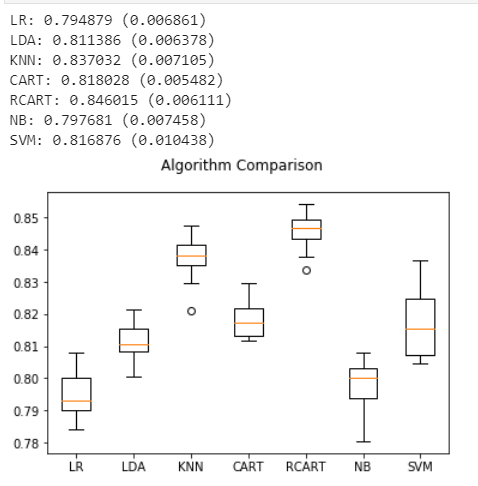 LR: 0.794879 (0.006861)
LDA: 0.811386 (0.006378)
KNN: 0.837032 (0.007105)
CART: 0.818028 (0.005482)
RCART: 0.846015 (0.006111)
NB: 0.797681 (0.007458)
SVM: 0.816876 (0.010438)
Algorithm Comparison
0.85
0.84
0.83
0.82
0.81
0.80
0.79
0.78
LR LDA KNN CART RCART NB SVM